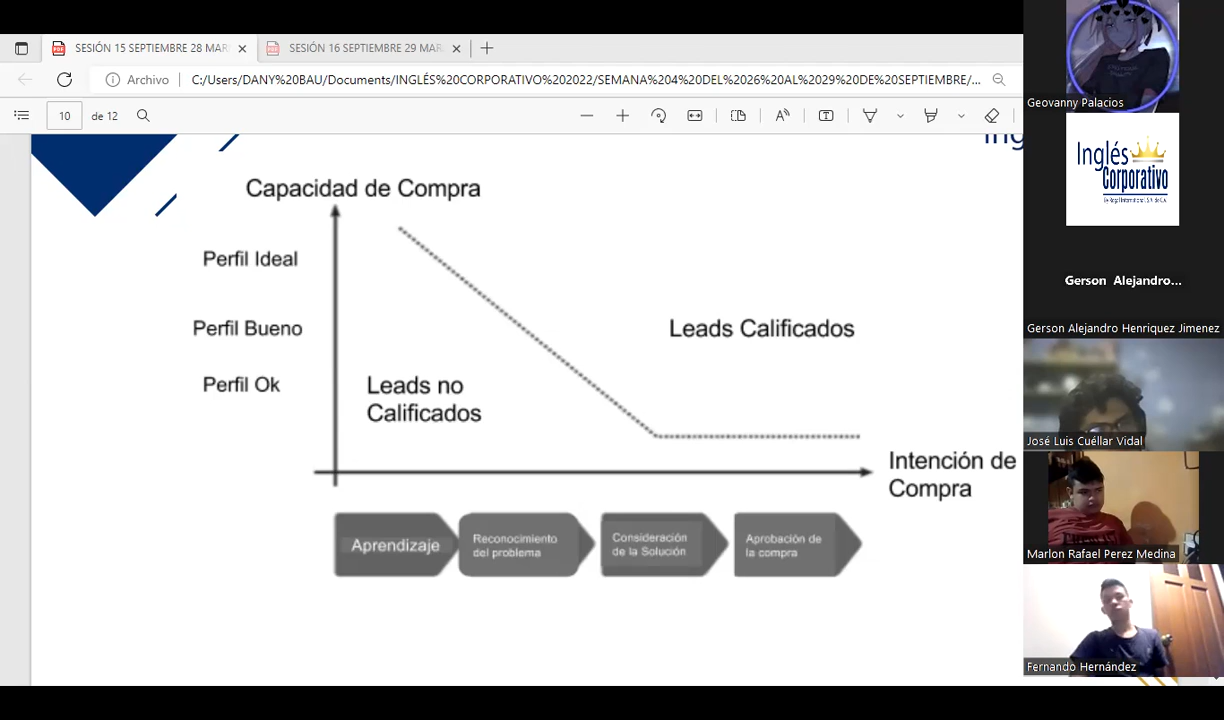 SESIÓN 15 SEPTIEMBRE 28 MAR
SESIÓN 16 SEPTIEMBRE 29 MAR
Archivo
C:/Users/DANY%20BAU/Documents/INGLÉS%20CORPORATIVO%202022/SEMANA%204%20DEL%2026%20AL%2029%20DE%20SEPTIEMBRE/...
10
de 12
Ing
Capacidad de Compra
Perfil Ideal
Perfil Bueno
Perfil Ok
Leads no
Calificados
Leads Calificados
Intención de
Compra
Aprendizaje
Reconocimiento
del problema
Consideración
de la Solución
Aprobación de
la compra
Geovanny Palacios
Inglés
Corporativo
Gerson Alejandro...
Gerson Alejandro Henriquez Jimenez
José Luis Cuéllar Vidal
Marlon Rafael Perez Medina
Fernando Hernández